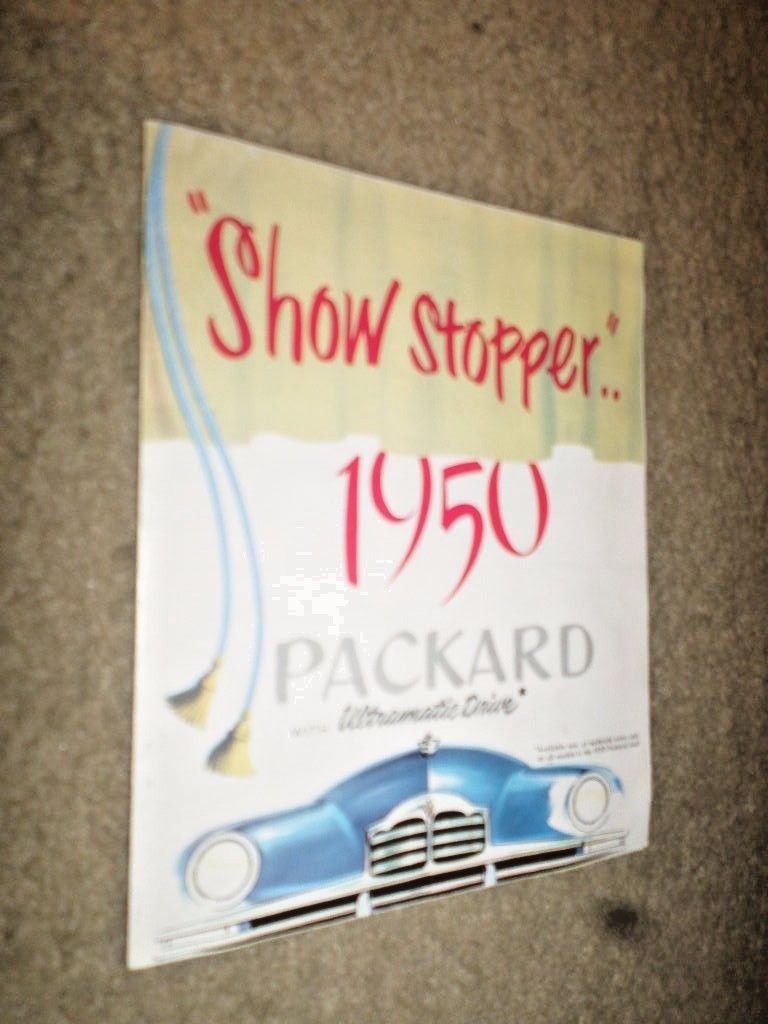 "Show Stopper"..
1950
PACKARD
WITH Ultramatic Drive*